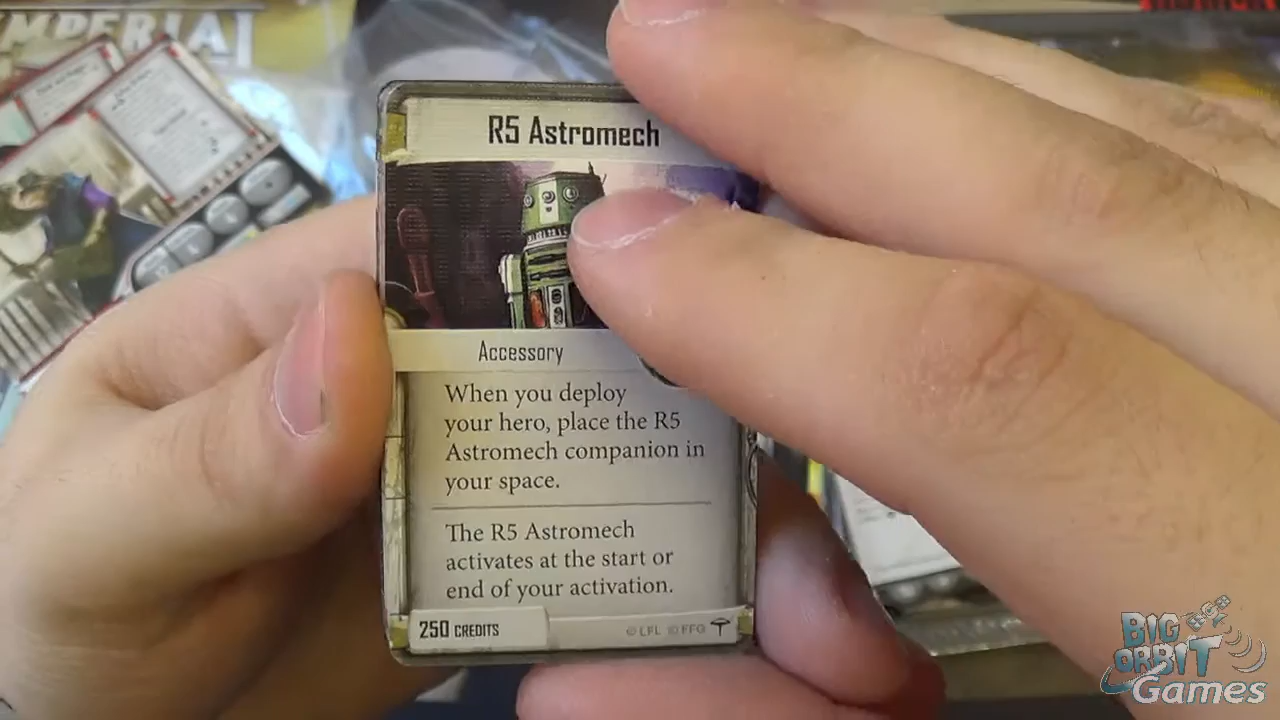 IMPERIAL
R5 Astromech
Accessory
When you deploy
your hero, place the R5
Astromech companion in
your space.
The R5 Astromech
activates at the start or
end of your activation.
250 CREDITS
© LFL © FFG
BIG
ORBIT
Games